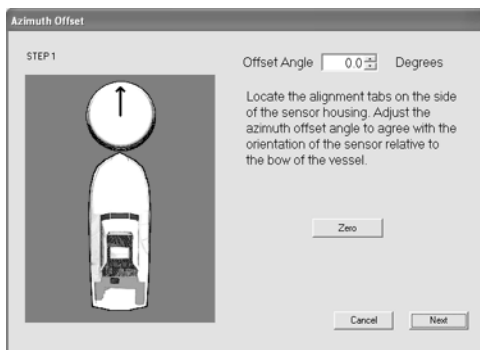 Azimuth Offset
STEP 1
Offset Angle 0.0 Degrees
Locate the alignment tabs on the side
of the sensor housing. Adjust the
azimuth offset angle to agree with the
orientation of the sensor relative to
the bow of the vessel.
Zero
Cancel Next